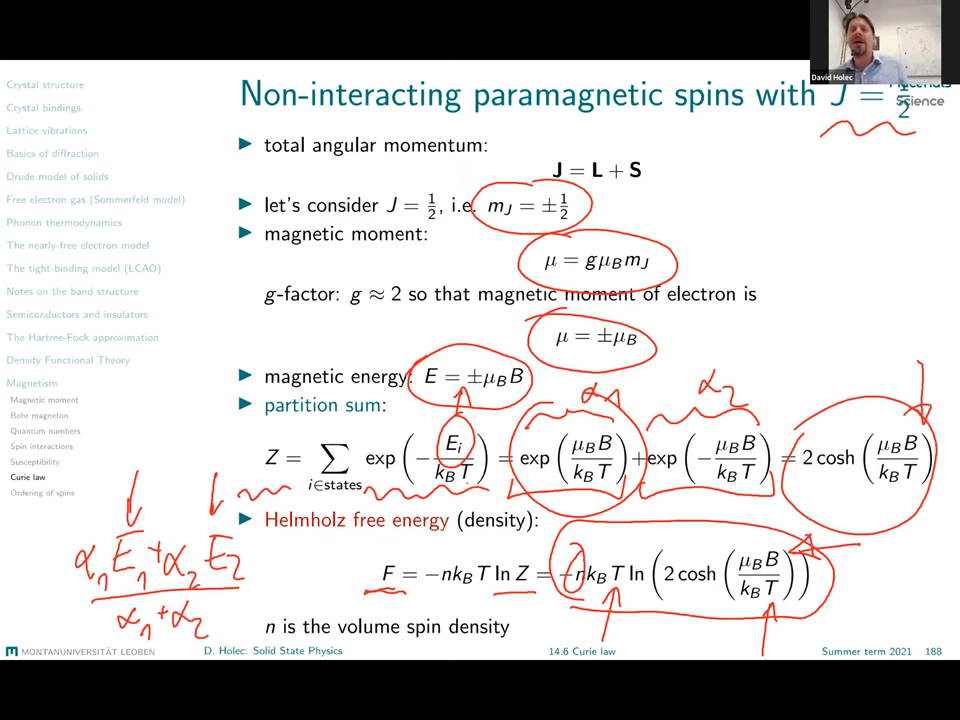 David Holec
Materials
Science
Crystal structure
Crystal bindings
Lattice vibrations
Basics of diffraction
Drude model of solids
Free electron gas (Sommerfeld model)
Phonon thermodynamics
The nearly-free electron model
The tight-binding model (LCAO)
Notes on the band structure
Semiconductors and insulators
The Hartree-Fock approximation
Density Functional Theory
Magnetism
Magnetic moment
Bohr magneton
Quantum numbers
Spin interactions
Susceptibility
Curie law
Ordering of spins
Non-interacting paramagnetic spins with J = 1/2
▶ total angular momentum:
J = L + S
▶ let's consider J = 1/2, i.e. m_J = ±1/2
▶ magnetic moment:
μ = gμ_B m_J
g-factor: g ≈ 2 so that magnetic moment of electron is
μ = ±μ_B
▶ magnetic energy: E = ±μ_B B
▶ partition sum:
α1 α2
Z = ∑_{i∈states} exp(−E_i/(k_B T)) = exp(μ_B B/(k_B T)) + exp(−μ_B B/(k_B T)) = 2 cosh(μ_B B/(k_B T))
▶ Helmholz free energy (density):
F = −nk_B T ln Z = −nk_B T ln(2 cosh(μ_B B/(k_B T)))
n is the volume spin density
α1 E1 + α2 E2
α1 + α2
MONTANUNIVERSITÄT LEOBEN D. Holec: Solid State Physics 14.6 Curie law Summer term 2021 188